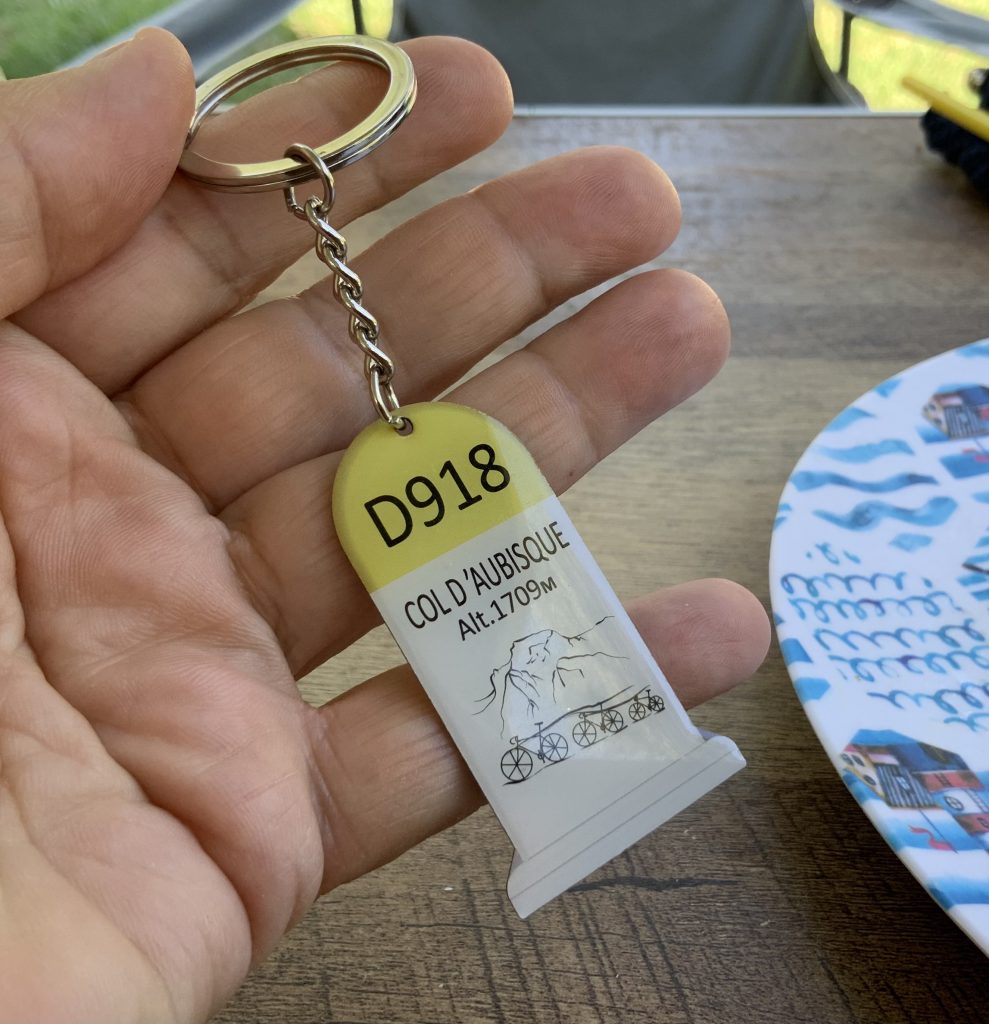 D918
COL D'AUBISQUE
Alt.1709M